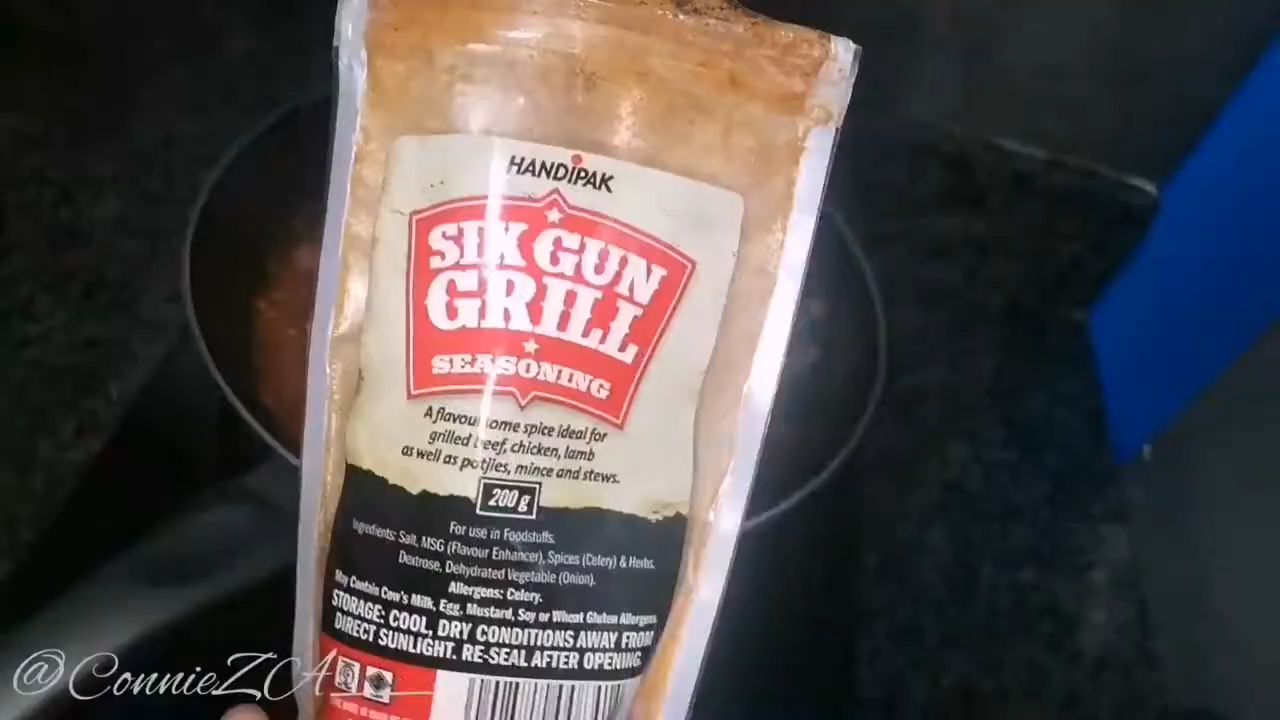 HANDIPAK
SIX GUN
GRILL
SEASONING
A flavoursome spice ideal for
grilled beef, chicken, lamb
as well as potjies, mince and stews.
200 g
For use in Foodstuffs.
Ingredients: Salt, MSG (Flavour Enhancer), Spices (Celery) & Herbs,
Dextrose, Dehydrated Vegetable (Onion).
Allergens: Celery.
May Contain Cow's Milk, Egg, Mustard, Soy or Wheat Gluten Allergens.
STORAGE: COOL, DRY CONDITIONS AWAY FROM
DIRECT SUNLIGHT. RE-SEAL AFTER OPENING.
@ConnieZCA